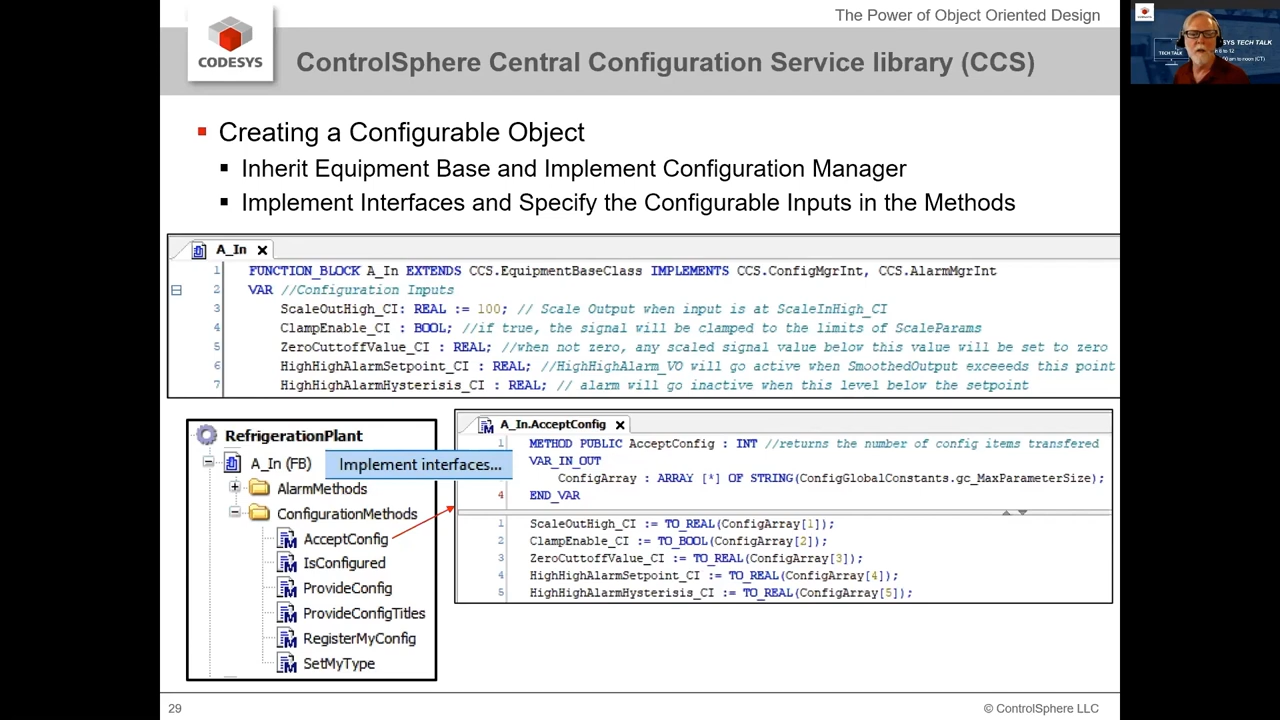 The Power of Object Oriented Design
CODESYS
ControlSphere Central Configuration Service library (CCS)
SYS TECH TALK
TECH TALK
Creating a Configurable Object
Inherit Equipment Base and Implement Configuration Manager
Implement Interfaces and Specify the Configurable Inputs in the Methods
A_In
1 FUNCTION_BLOCK A_In EXTENDS CCS.EquipmentBaseClass IMPLEMENTS CCS.ConfigMgrInt, CCS.AlarmMgrInt
2 VAR //Configuration Inputs
3 ScaleOutHigh_CI: REAL := 100; // Scale Output when input is at ScaleInHigh_CI
4 ClampEnable_CI : BOOL; //if true, the signal will be clamped to the limits of ScaleParams
5 ZeroCuttoffValue_CI : REAL; //when not zero, any scaled signal value below this value will be set to zero
6 HighHighAlarmSetpoint_CI : REAL; //HighHighAlarm_VO will go active when SmoothedOutput exceeeds this point
7 HighHighAlarmHysterisis_CI : REAL; // alarm will go inactive when this level below the setpoint
RefrigerationPlant
A_In (FB)
Implement interfaces...
AlarmMethods
ConfigurationMethods
AcceptConfig
IsConfigured
ProvideConfig
ProvideConfigTitles
RegisterMyConfig
SetMyType
A_In.AcceptConfig
1 METHOD PUBLIC AcceptConfig : INT //returns the number of config items transfered
VAR_IN_OUT
ConfigArray : ARRAY [*] OF STRING(ConfigGlobalConstants.gc_MaxParameterSize);
4 END_VAR
1 ScaleOutHigh_CI := TO_REAL(ConfigArray[1]);
2 ClampEnable_CI := TO_BOOL(ConfigArray[2]);
3 ZeroCuttoffValue_CI := TO_REAL(ConfigArray[3]);
4 HighHighAlarmSetpoint_CI := TO_REAL(ConfigArray[4]);
5 HighHighAlarmHysterisis_CI := TO_REAL(ConfigArray[5]);
29
© ControlSphere LLC